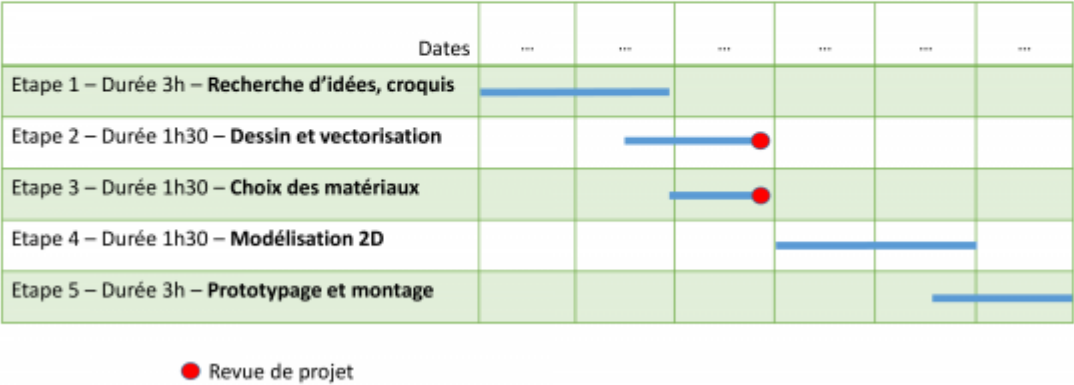 Dates ... ... ... ... ... ...
Etape 1 – Durée 3h – Recherche d'idées, croquis
Etape 2 – Durée 1h30 – Dessin et vectorisation
Etape 3 – Durée 1h30 – Choix des matériaux
Etape 4 – Durée 1h30 – Modélisation 2D
Etape 5 – Durée 3h – Prototypage et montage
Revue de projet